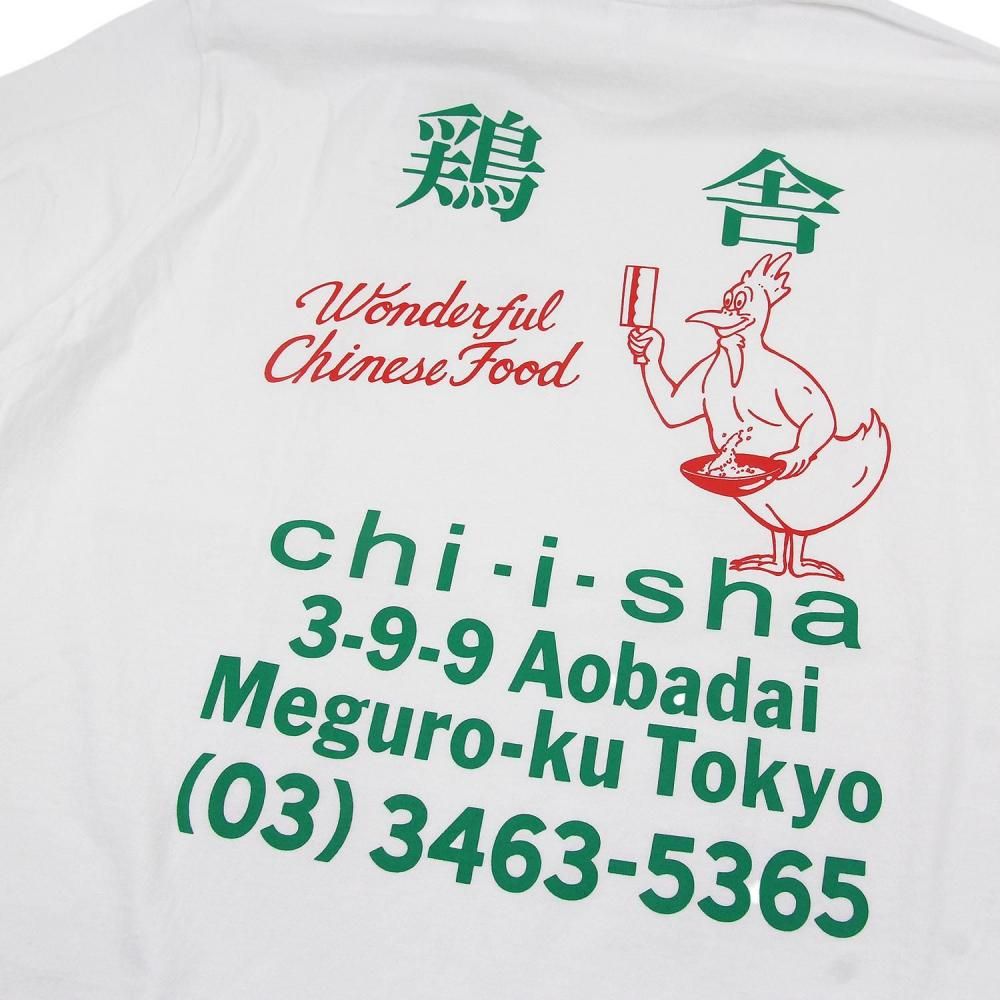 鶏舎
Wonderful
Chinese Food
chi-i-sha
3-9-9 Aobadai
Meguro-ku Tokyo
(03) 3463-5365